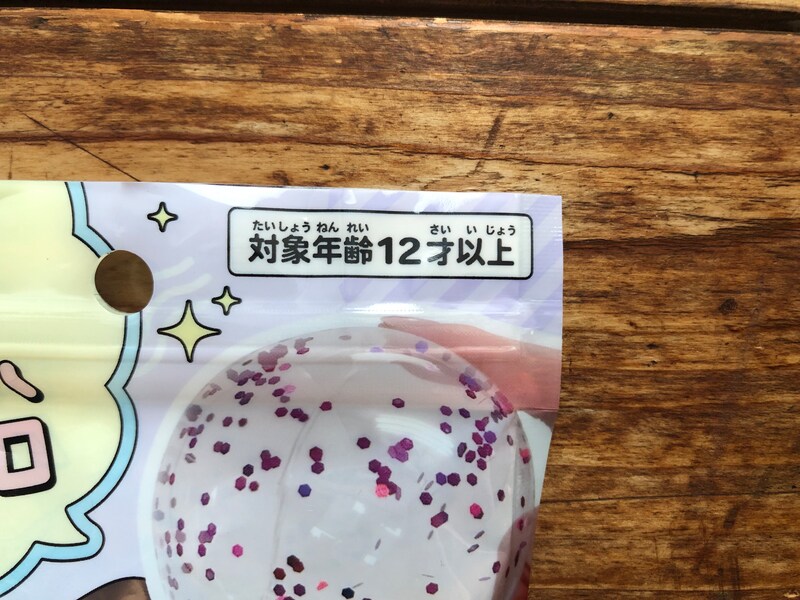 たいしょう ねん れい さい い じょう
対象年齢12才以上
ロ